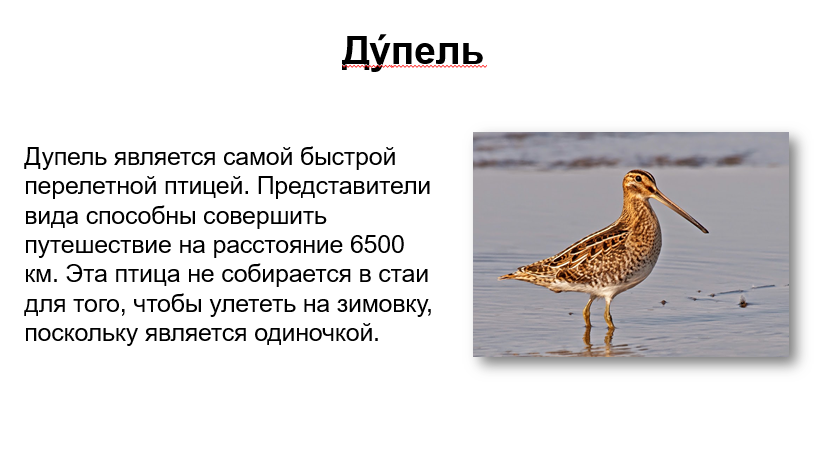 Ду́пель
Дупель является самой быстрой
перелетной птицей. Представители
вида способны совершить
путешествие на расстояние 6500
км. Эта птица не собирается в стаи
для того, чтобы улететь на зимовку,
поскольку является одиночкой.